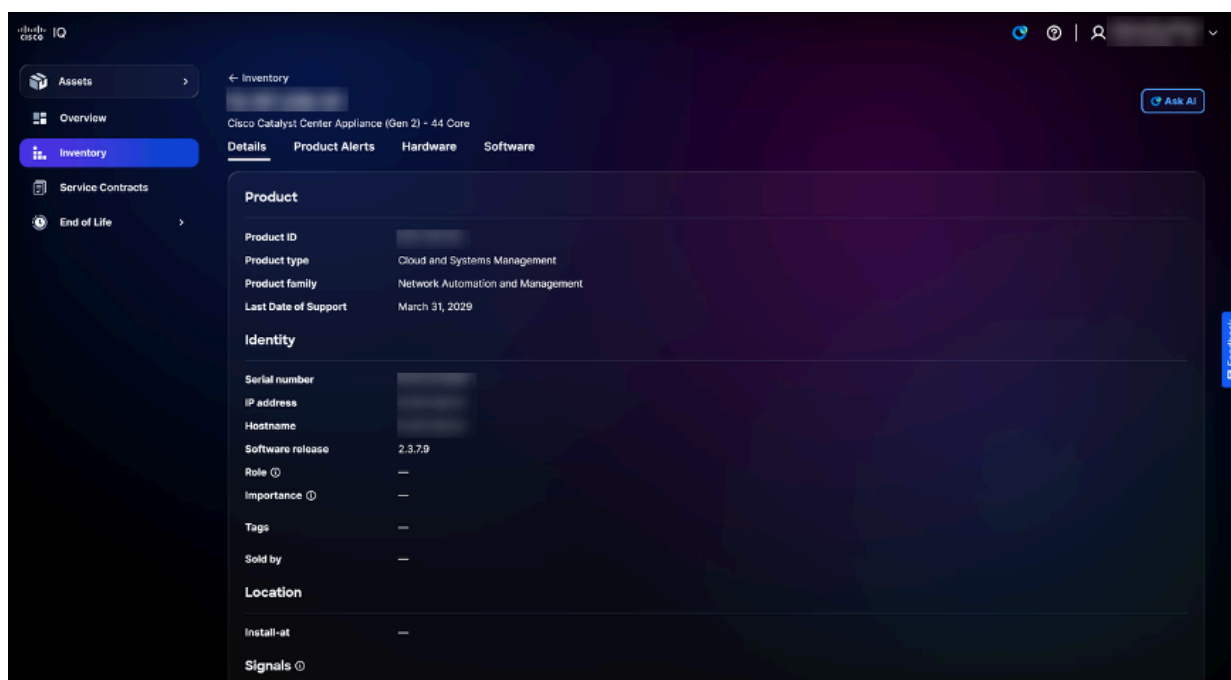 cisco IQ
Assets
Overview
Inventory
Service Contracts
End of Life
← Inventory
Cisco Catalyst Center Appliance (Gen 2) - 44 Core
Ask AI
Details Product Alerts Hardware Software
Product
Product ID
Product type Cloud and Systems Management
Product family Network Automation and Management
Last Date of Support March 31, 2029
Identity
Serial number
IP address
Hostname
Software release 2.3.7.9
Role —
Importance —
Tags —
Sold by —
Location
Install-at —
Signals